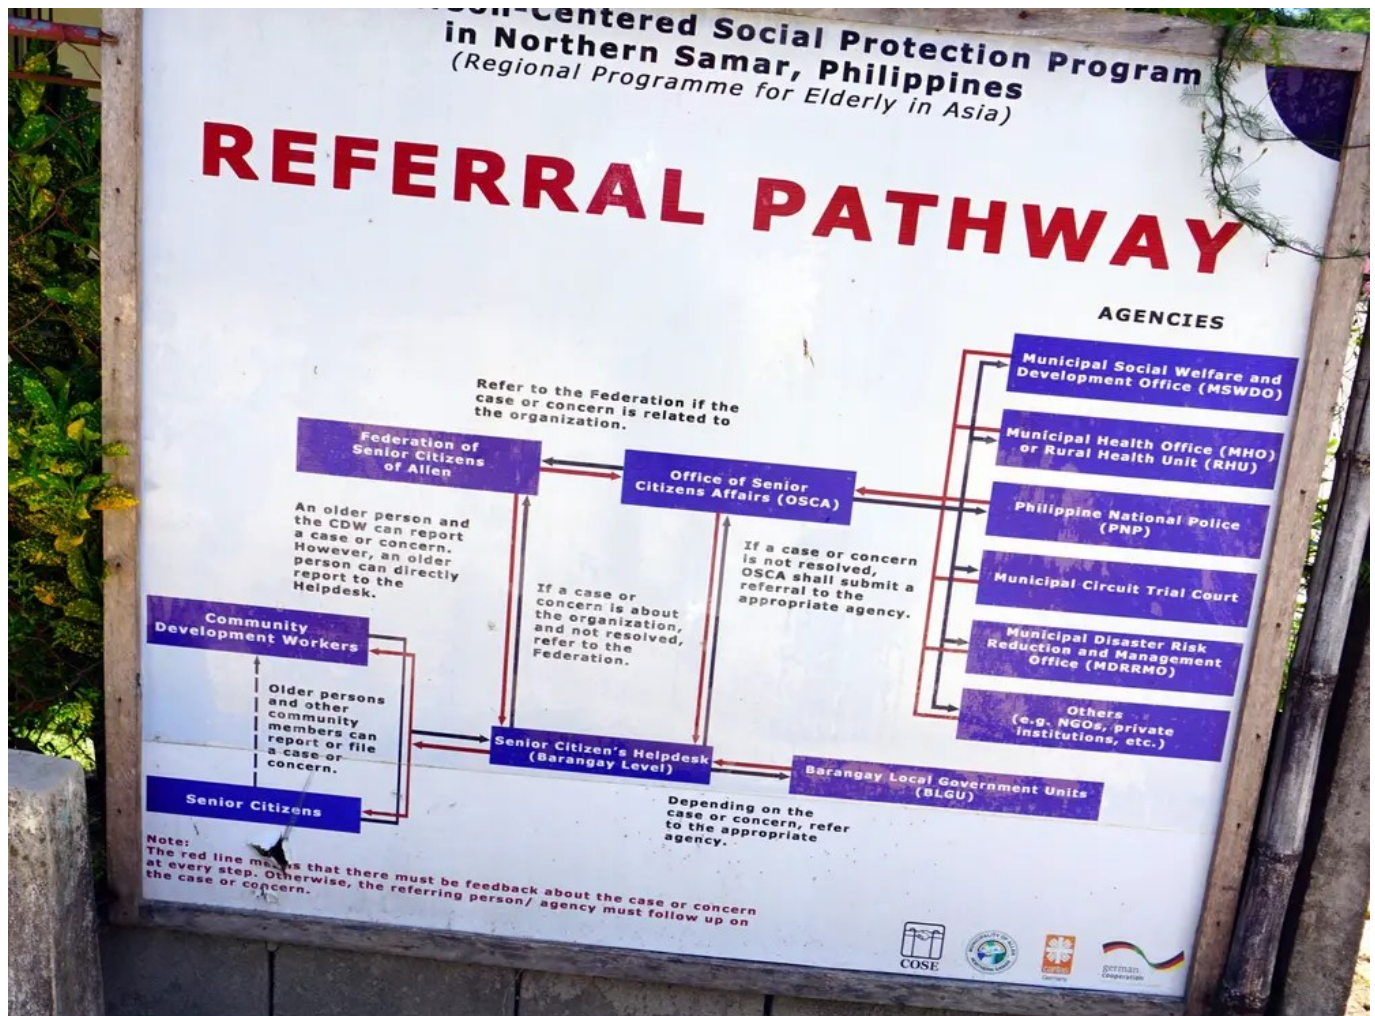 Centered Social Protection Program
in Northern Samar, Philippines
(Regional Programme for Elderly in Asia)
REFERRAL PATHWAY
AGENCIES
Municipal Social Welfare and
Development Office (MSWDO)
Municipal Health Office (MHO)
or Rural Health Unit (RHU)
Philippine National Police
(PNP)
Municipal Circuit Trial Court
Municipal Disaster Risk
Reduction and Management
Office (MDRRMO)
Others
(e.g. NGOs, private
institutions, etc.)
Refer to the Federation if the
case or concern is related to
the organization.
Federation of
Senior Citizens
of Allen
Office of Senior
Citizens Affairs (OSCA)
An older person and
the CDW can report
a case or concern.
However, an older
person can directly
report to the
Helpdesk.
If a case or
concern is about
the organization,
and not resolved,
refer to the
Federation.
If a case or concern
is not resolved,
OSCA shall submit a
referral to the
appropriate agency.
Community
Development Workers
Older persons
and other
community
members can
report or file
a case or
concern.
Senior Citizens
Senior Citizen's Helpdesk
(Barangay Level)
Barangay Local Government Units
(BLGU)
Depending on the
case or concern, refer
to the appropriate
agency.
Note:
The red line means that there must be feedback about the case or concern
at every step. Otherwise, the referring person/ agency must follow up on
the case or concern.
COSE
caritas
Germany
german
cooperation